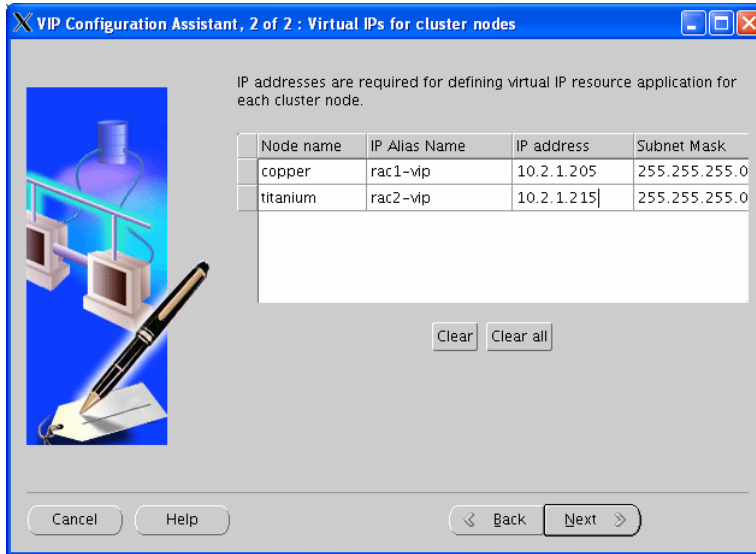 VIP Configuration Assistant, 2 of 2 : Virtual IPs for cluster nodes
IP addresses are required for defining virtual IP resource application for
each cluster node.
Node name IP Alias Name IP address Subnet Mask
copper rac1-vip 10.2.1.205 255.255.255.0
titanium rac2-vip 10.2.1.215 255.255.255.0
Clear Clear all
Cancel Help Back Next